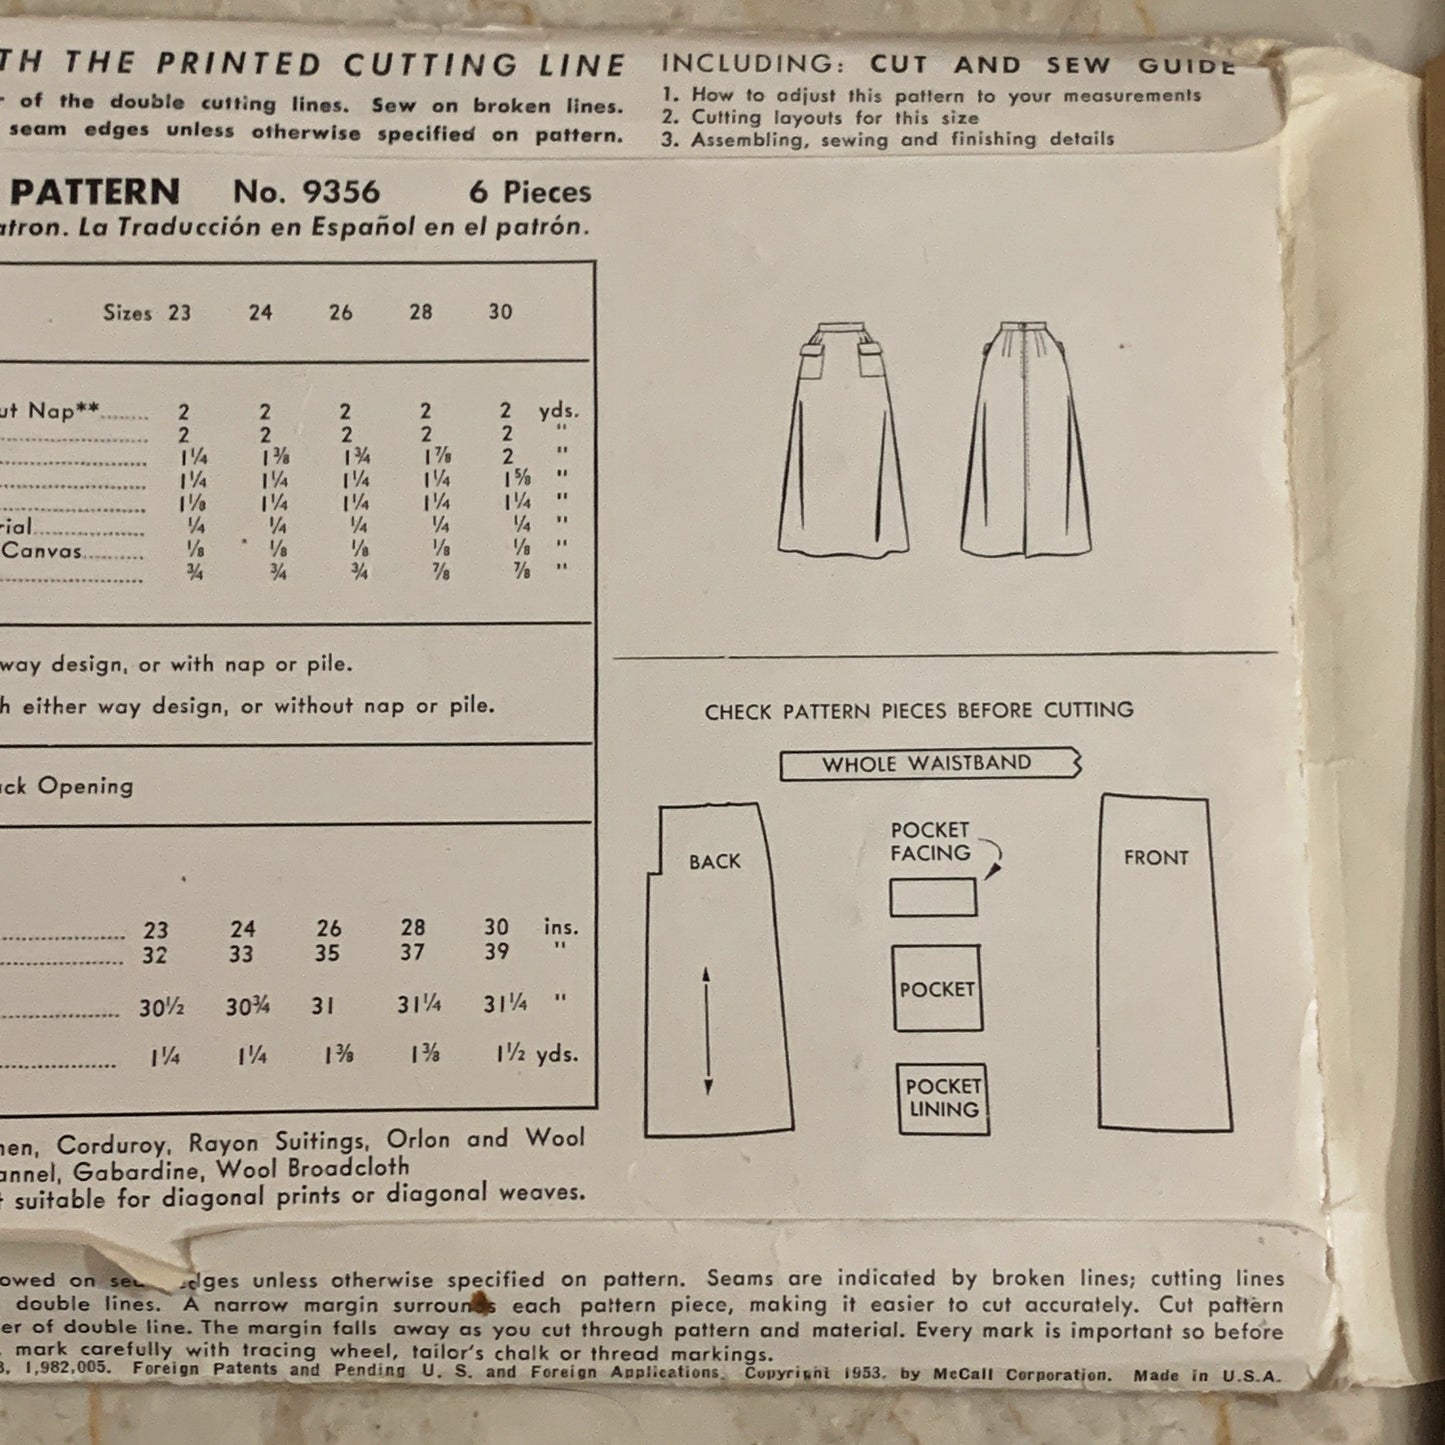 TH THE PRINTED CUTTING LINE
of the double cutting lines. Sew on broken lines.
seam edges unless otherwise specified on pattern.
INCLUDING: CUT AND SEW GUIDE
1. How to adjust this pattern to your measurements
2. Cutting layouts for this size
3. Assembling, sewing and finishing details
PATTERN No. 9356 6 Pieces
atron. La Traducción en Español en el patrón.
Sizes 23 24 26 28 30
ut Nap**........ 2 2 2 2 2 yds.
2 2 2 2 2 "
1¼ 1⅜ 1¾ 1⅞ 2 "
1¼ 1¼ 1¼ 1¼ 1⅝ "
1⅛ 1¼ 1¼ 1¼ 1¼ "
rial ¼ ¼ ¼ ¼ ¼ "
Canvas ⅛ ⅛ ⅛ ⅛ ⅛ "
¾ ¾ ¾ ⅞ ⅞ "
way design, or with nap or pile.
h either way design, or without nap or pile.
ck Opening
23 24 26 28 30 ins.
32 33 35 37 39 "
30½ 30¾ 31 31¼ 31¼ "
1¼ 1¼ 1⅜ 1⅜ 1½ yds.
nen, Corduroy, Rayon Suitings, Orlon and Wool
annel, Gabardine, Wool Broadcloth
suitable for diagonal prints or diagonal weaves.
CHECK PATTERN PIECES BEFORE CUTTING
WHOLE WAISTBAND
BACK
POCKET
FACING
FRONT
POCKET
POCKET
LINING
owed on edges unless otherwise specified on pattern. Seams are indicated by broken lines; cutting lines
double lines. A narrow margin surrounds each pattern piece, making it easier to cut accurately. Cut pattern
er of double line. The margin falls away as you cut through pattern and material. Every mark is important so before
mark carefully with tracing wheel, tailor's chalk or thread markings.
3, 1,982,005. Foreign Patents and Pending U. S. and Foreign Applications. Copyright 1953, by McCall Corporation. Made in U.S.A.